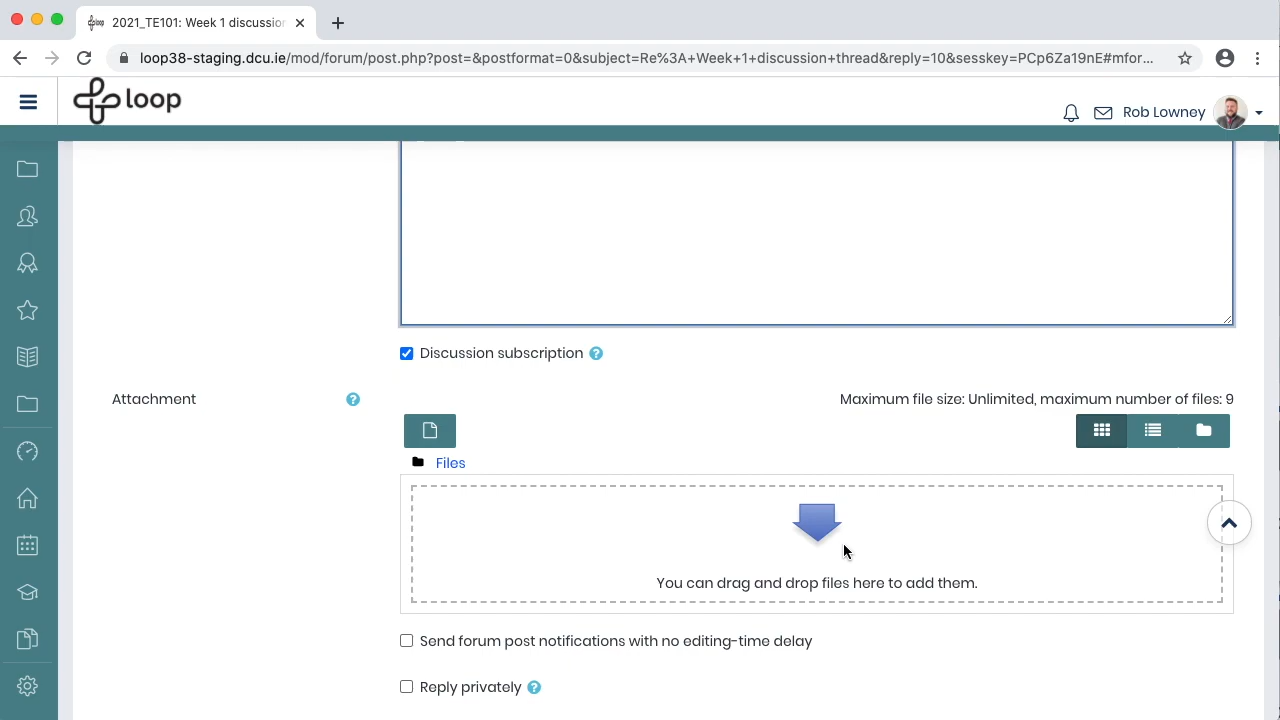 2021_TE101: Week 1 discussion
loop38-staging.dcu.ie/mod/forum/post.php?post=&postformat=0&subject=Re%3A+Week+1+discussion+thread&reply=10&sesskey=PCp6Za19nE#mfor...
loop
Rob Lowney
Discussion subscription ?
Attachment ? Maximum file size: Unlimited, maximum number of files: 9
Files
You can drag and drop files here to add them.
Send forum post notifications with no editing-time delay
Reply privately ?